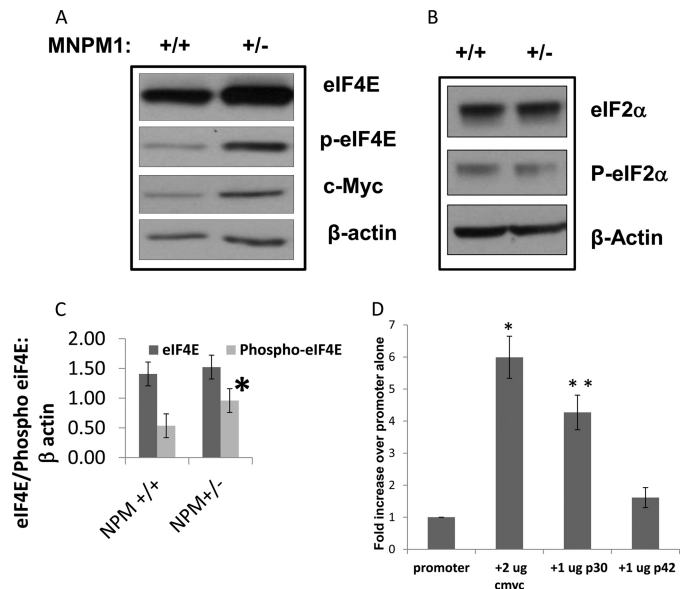 A
MNPM1: +/+ +/-
eIF4E
p-eIF4E
c-Myc
β-actin
B
+/+ +/-
eIF2α
P-eIF2α
β-Actin
C
eIF4E/Phospho eiF4E:
β actin
2.00
1.50
1.00
0.50
0.00
eIF4E Phospho-eIF4E
*
NPM +/+
NPM+/-
D
Fold increase over promoter alone
8
7
6
5
4
3
2
1
0
*
* *
promoter
+2 ug
cmyc
+1 ug p30
+1 ug p42